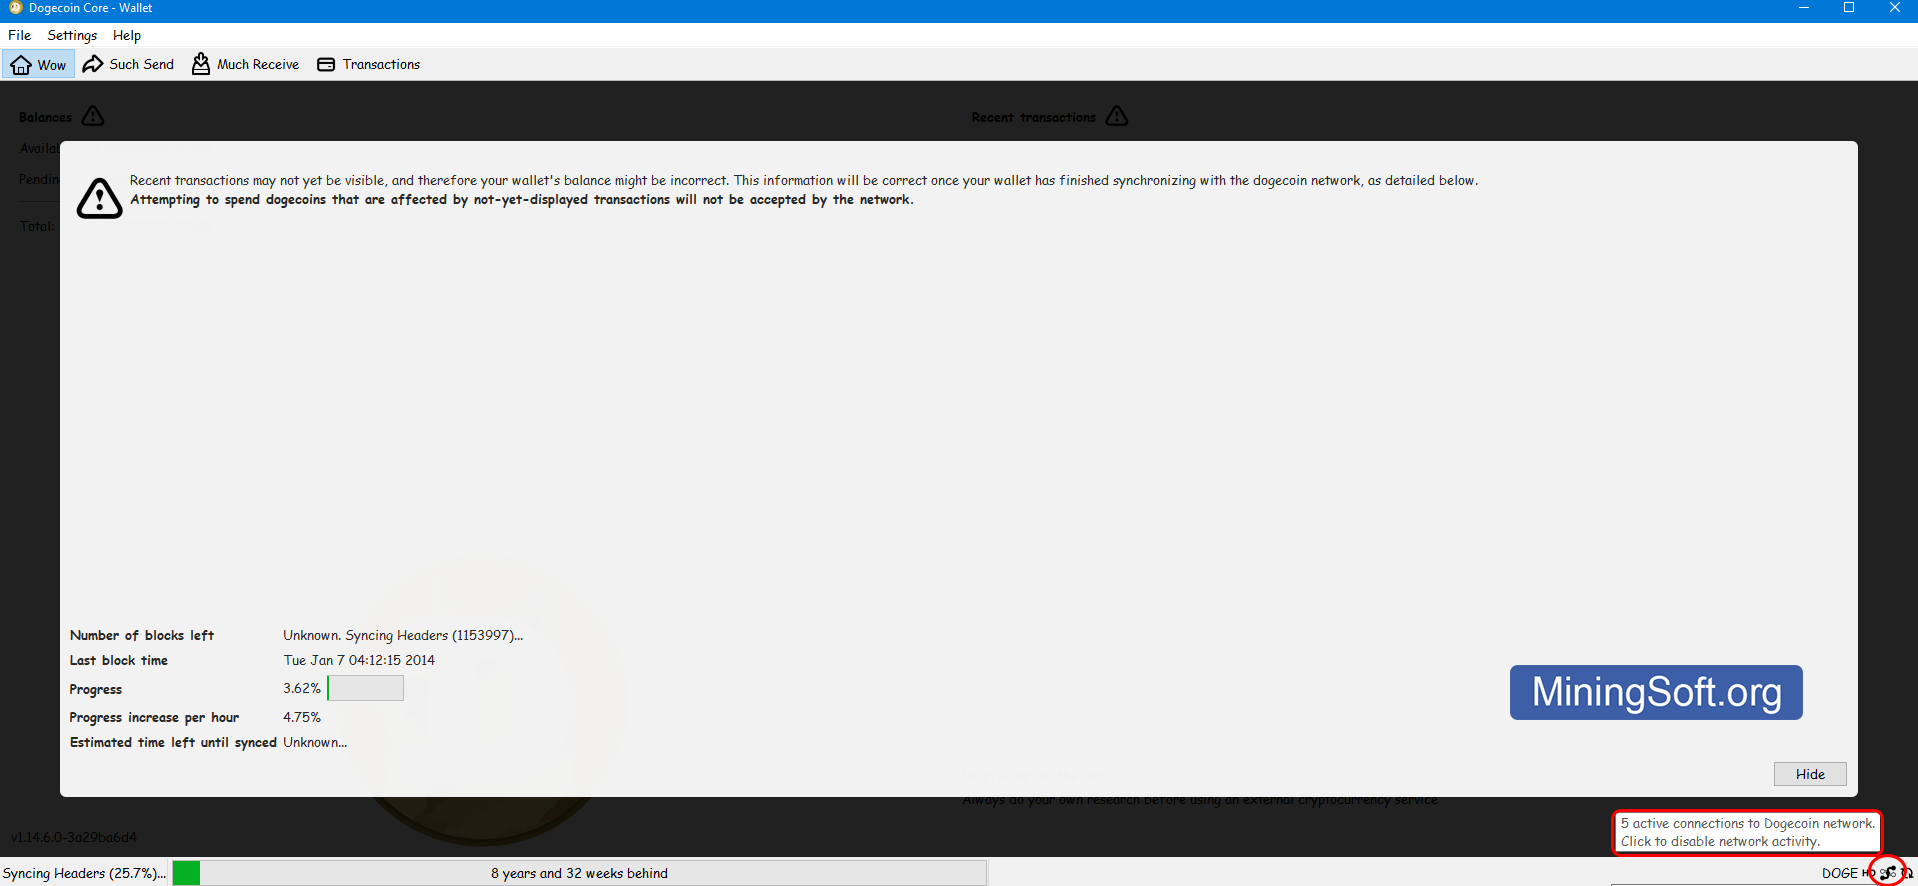 Dogecoin Core - Wallet
File Settings Help
Wow Such Send Much Receive Transactions
Balances
Recent transactions
Pending
Total:
Recent transactions may not yet be visible, and therefore your wallet's balance might be incorrect. This information will be correct once your wallet has finished synchronizing with the dogecoin network, as detailed below.
Attempting to spend dogecoins that are affected by not-yet-displayed transactions will not be accepted by the network.
Number of blocks left Unknown. Syncing Headers (1153997)...
Last block time Tue Jan 7 04:12:15 2014
Progress 3.62%
Progress increase per hour 4.75%
Estimated time left until synced Unknown...
MiningSoft.org
Hide
Always do your own research before using an external cryptocurrency service
5 active connections to Dogecoin network.
Click to disable network activity.
v1.14.6.0-3a29ba6d4
Syncing Headers (25.7%)... 8 years and 32 weeks behind DOGE HD